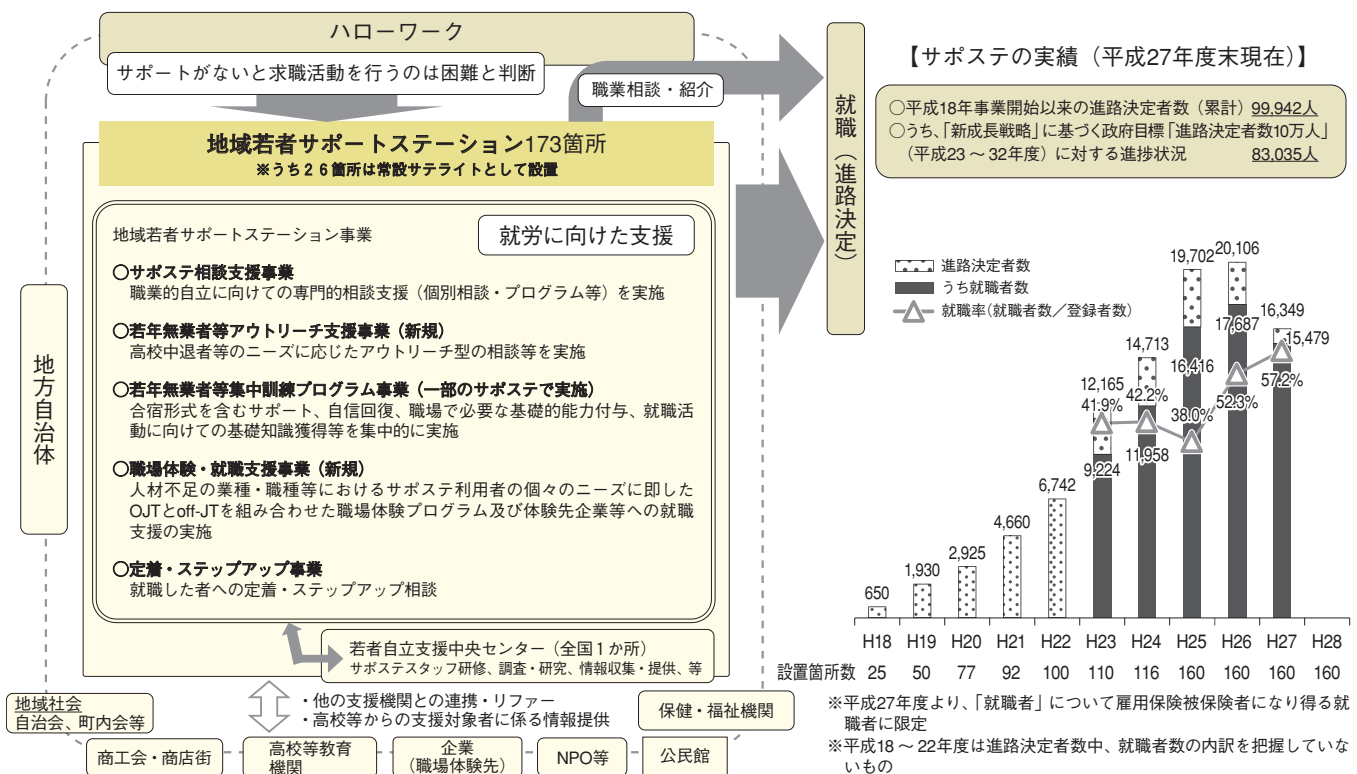 ハローワーク
サポートがないと求職活動を行うのは困難と判断
職業相談・紹介
地域若者サポートステーション173箇所
※うち26箇所は常設サテライトとして設置
地域若者サポートステーション事業
就労に向けた支援
○サポステ相談支援事業
職業的自立に向けての専門的相談支援（個別相談・プログラム等）を実施
○若年無業者等アウトリーチ支援事業（新規）
高校中退者等のニーズに応じたアウトリーチ型の相談等を実施
○若年無業者等集中訓練プログラム事業（一部のサポステで実施）
合宿形式を含むサポート、自信回復、職場で必要な基礎的能力付与、就職活
動に向けての基礎知識獲得等を集中的に実施
○職場体験・就職支援事業（新規）
人材不足の業種・職種等におけるサポステ利用者の個々のニーズに即した
OJTとoff-JTを組み合わせた職場体験プログラム及び体験先企業等への就職
支援の実施
○定着・ステップアップ事業
就職した者への定着・ステップアップ相談
地方自治体
若者自立支援中央センター（全国1か所）
サポステスタッフ研修、調査・研究、情報収集・提供、等
・他の支援機関との連携・リファー
・高校等からの支援対象者に係る情報提供
地域社会
自治会、町内会等
商工会・商店街
高校等教育
機関
企業
（職場体験先）
NPO等
公民館
保健・福祉機関
就職（進路決定）
【サポステの実績（平成27年度末現在）】
○平成18年事業開始以来の進路決定者数（累計）99,942人
○うち、「新成長戦略」に基づく政府目標「進路決定者数10万人」
（平成23～32年度）に対する進捗状況 83,035人
進路決定者数
うち就職者数
就職率(就職者数／登録者数)
650
1,930
2,925
4,660
6,742
12,165
41.9%
9,224
14,713
42.2%
11,958
19,702
16,416
38.0%
20,106
17,687
52.3%
16,349
15,479
57.2%
H18 H19 H20 H21 H22 H23 H24 H25 H26 H27 H28
設置箇所数 25 50 77 92 100 110 116 160 160 160 160
※平成27年度より、「就職者」について雇用保険被保険者になり得る就
職者に限定
※平成18～22年度は進路決定者数中、就職者数の内訳を把握していな
いもの